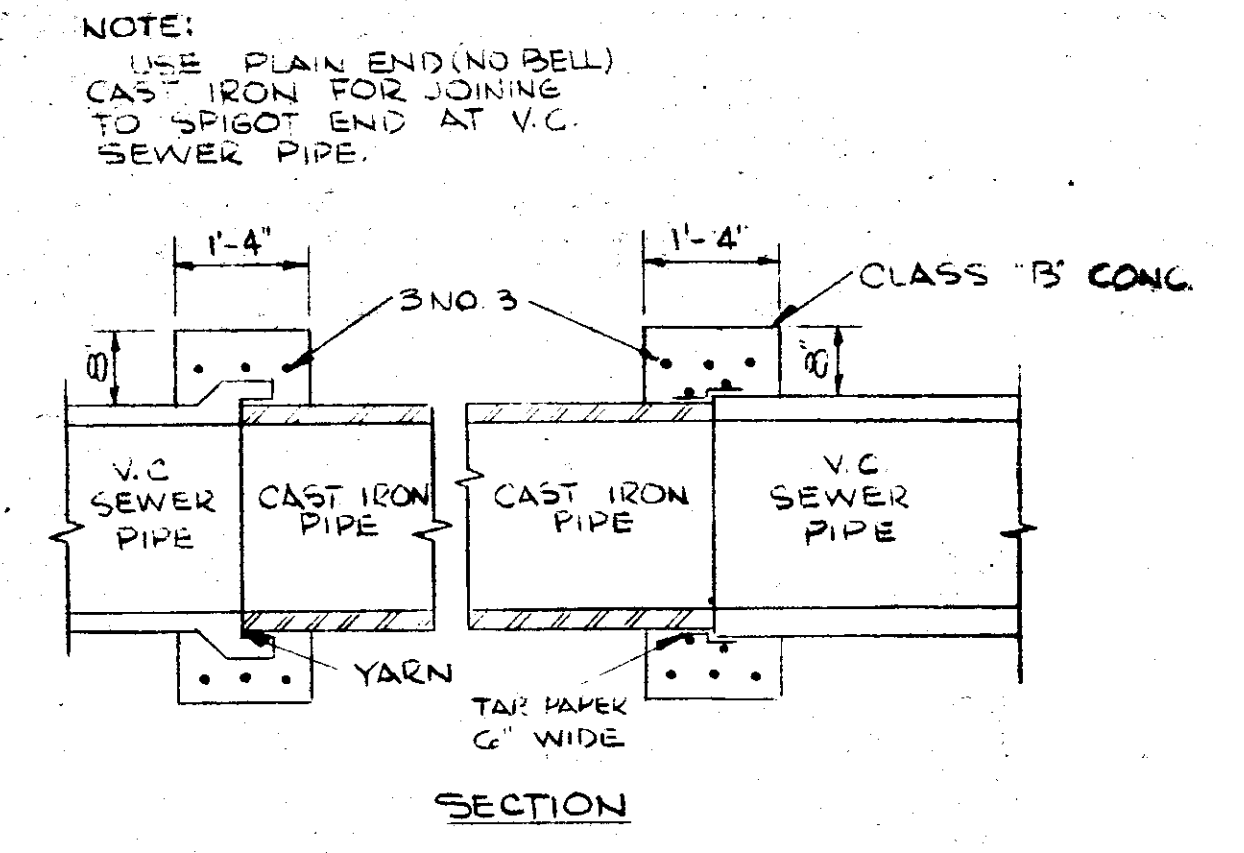 NOTE:
USE PLAIN END (NO BELL)
CAST IRON FOR JOINING
TO SPIGOT END AT V.C.
SEWER PIPE.
1'-4"
1'-4"
3 NO. 3
CLASS "B" CONC.
8"
8"
V.C.
SEWER
PIPE
CAST IRON
PIPE
CAST IRON
PIPE
V.C.
SEWER
PIPE
YARN
TAR PAPER
6" WIDE
SECTION